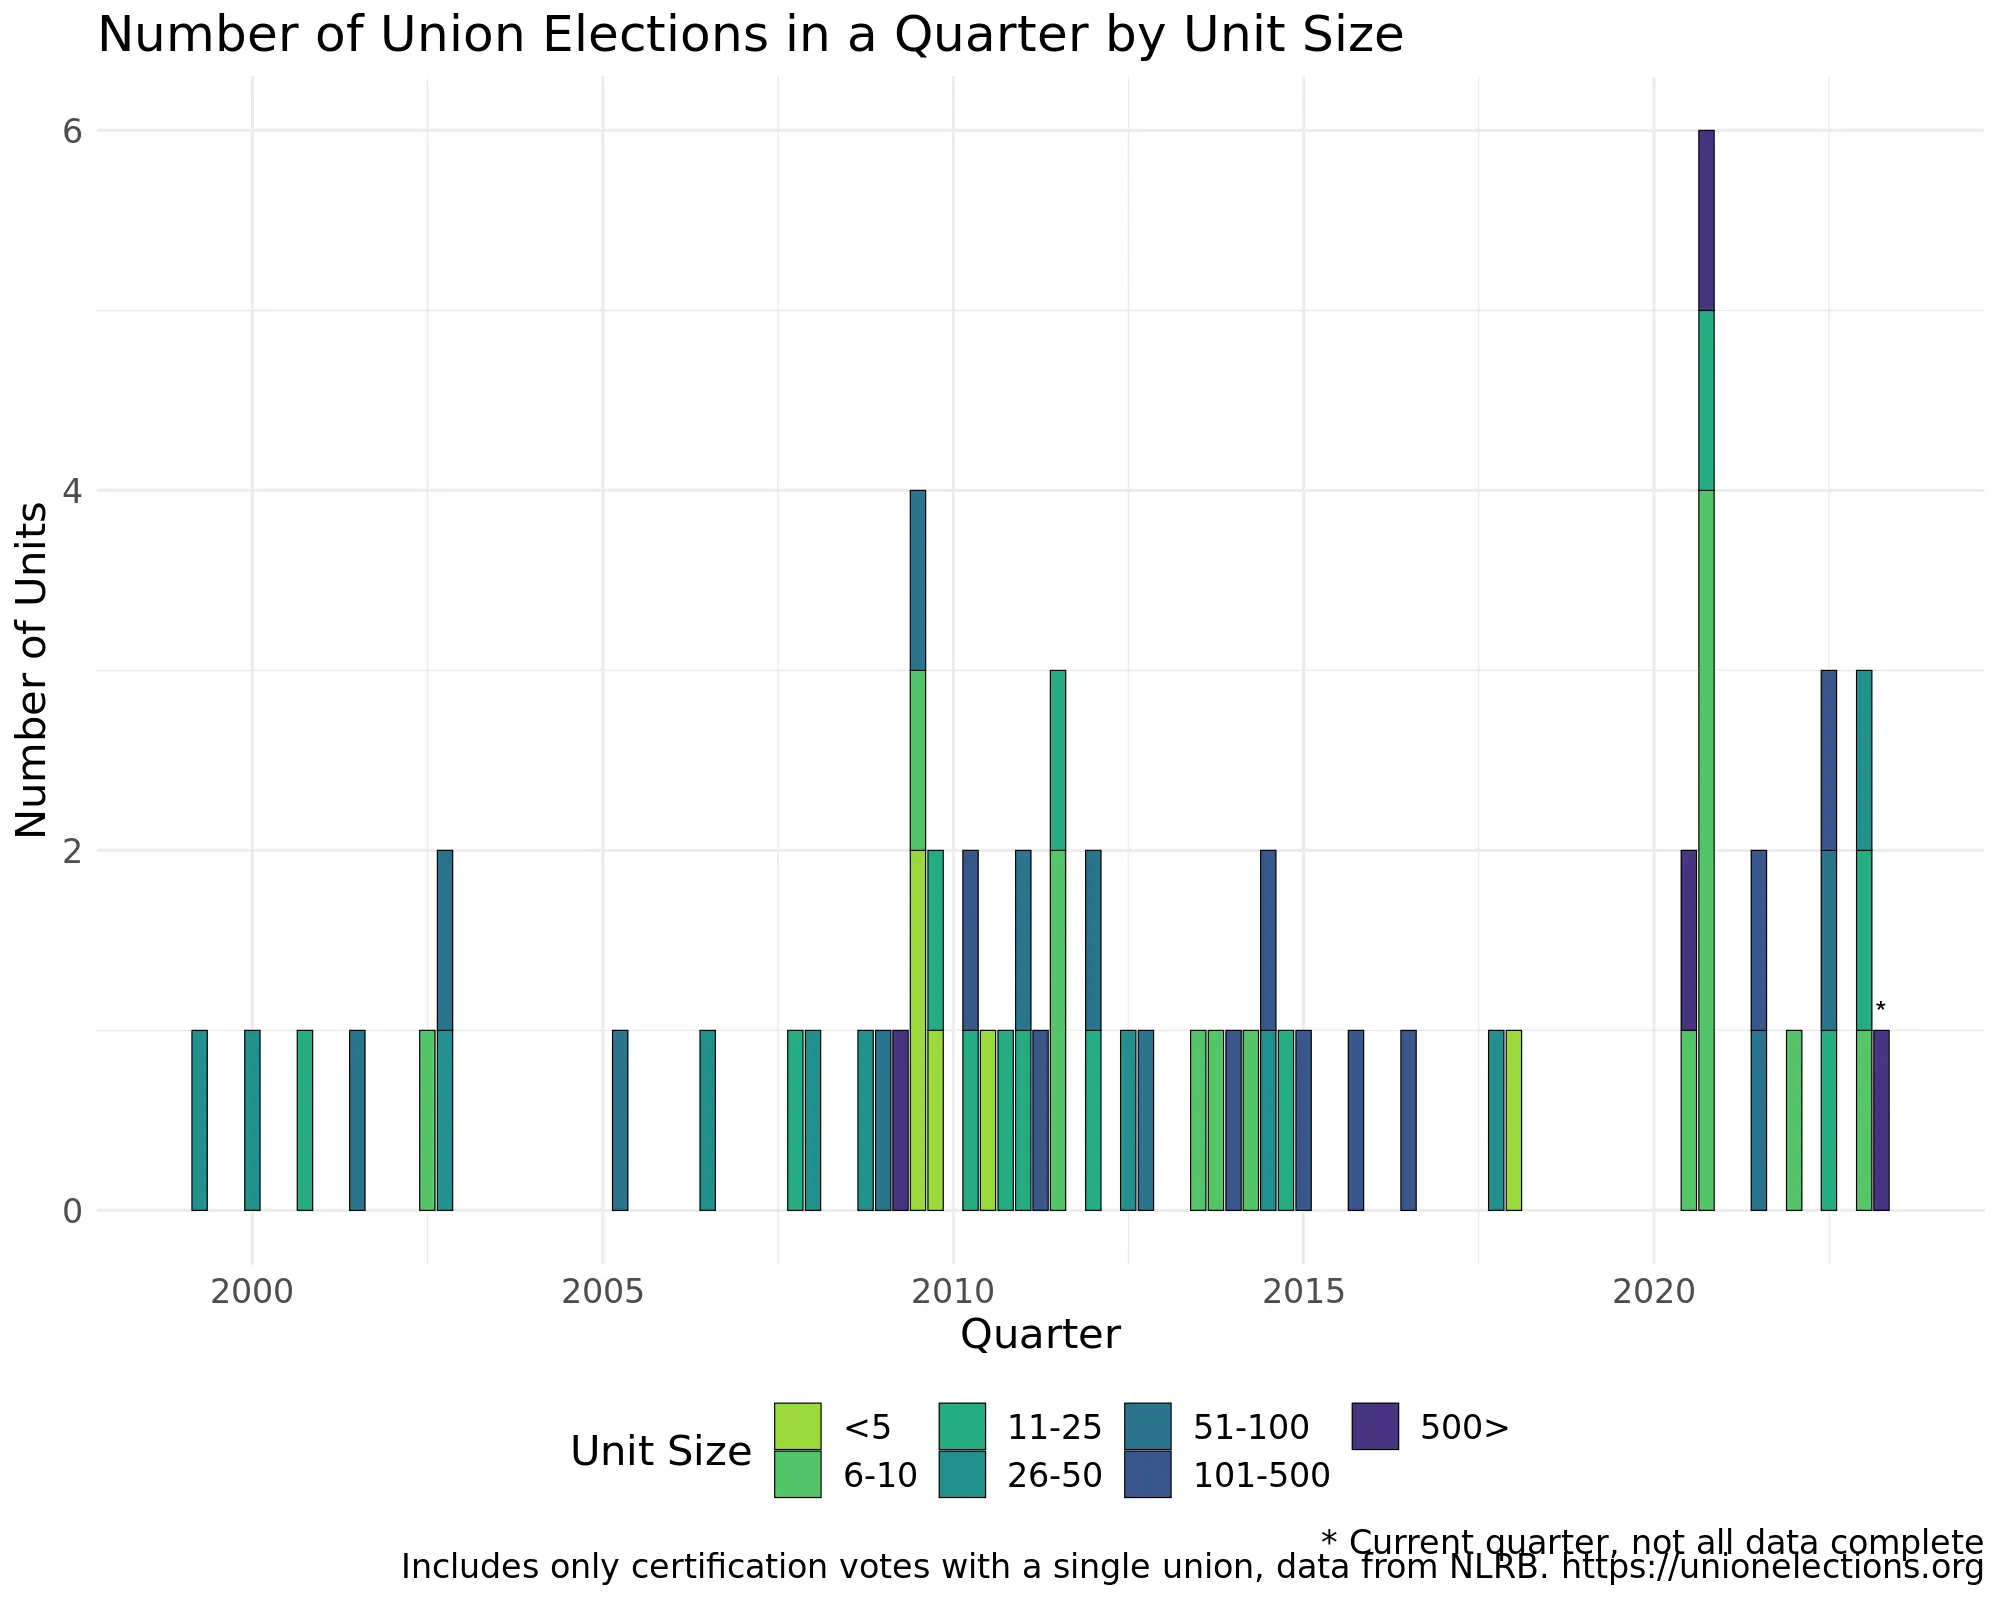 Number of Union Elections in a Quarter by Unit Size
6
4
2
0
Number of Units
*
2000 2005 2010 2015 2020
Quarter
Unit Size
<5 11-25 51-100 500>
6-10 26-50 101-500
* Current quarter, not all data complete
Includes only certification votes with a single union, data from NLRB. https://unionelections.org